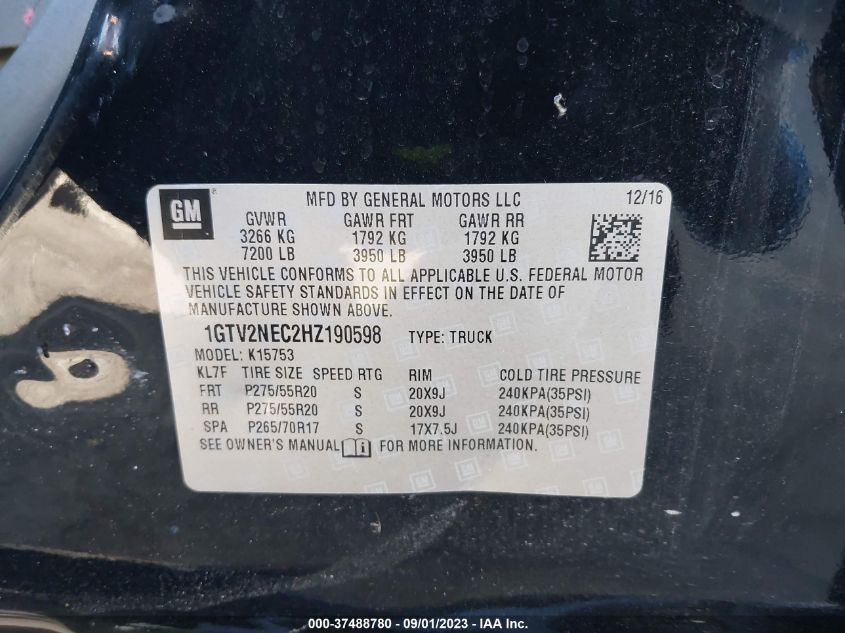 GM ® MFD BY GENERAL MOTORS LLC 12/16
GVWR GAWR FRT GAWR RR
3266 KG 1792 KG 1792 KG
7200 LB 3950 LB 3950 LB
THIS VEHICLE CONFORMS TO ALL APPLICABLE U.S. FEDERAL MOTOR
VEHICLE SAFETY STANDARDS IN EFFECT ON THE DATE OF
MANUFACTURE SHOWN ABOVE.
1GTV2NEC2HZ190598 TYPE: TRUCK
MODEL: K15753
KL7F TIRE SIZE SPEED RTG RIM COLD TIRE PRESSURE
FRT P275/55R20 S 20X9J 240KPA(35PSI)
RR P275/55R20 S 20X9J 240KPA(35PSI)
SPA P265/70R17 S 17X7.5J 240KPA(35PSI)
SEE OWNER'S MANUAL i FOR MORE INFORMATION.
000-37488780 - 09/01/2023 - IAA Inc.